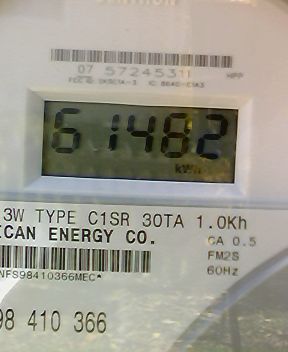 07 57245311 HPP
61482
kWh
3W TYPE C1SR 30TA 1.0Kh
ICAN ENERGY CO. CA 0.5
FM2S
NFS98410366MEC* 60Hz
98 410 366